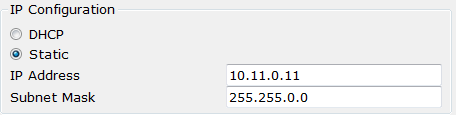 IP Configuration
DHCP
Static
IP Address 10.11.0.11
Subnet Mask 255.255.0.0